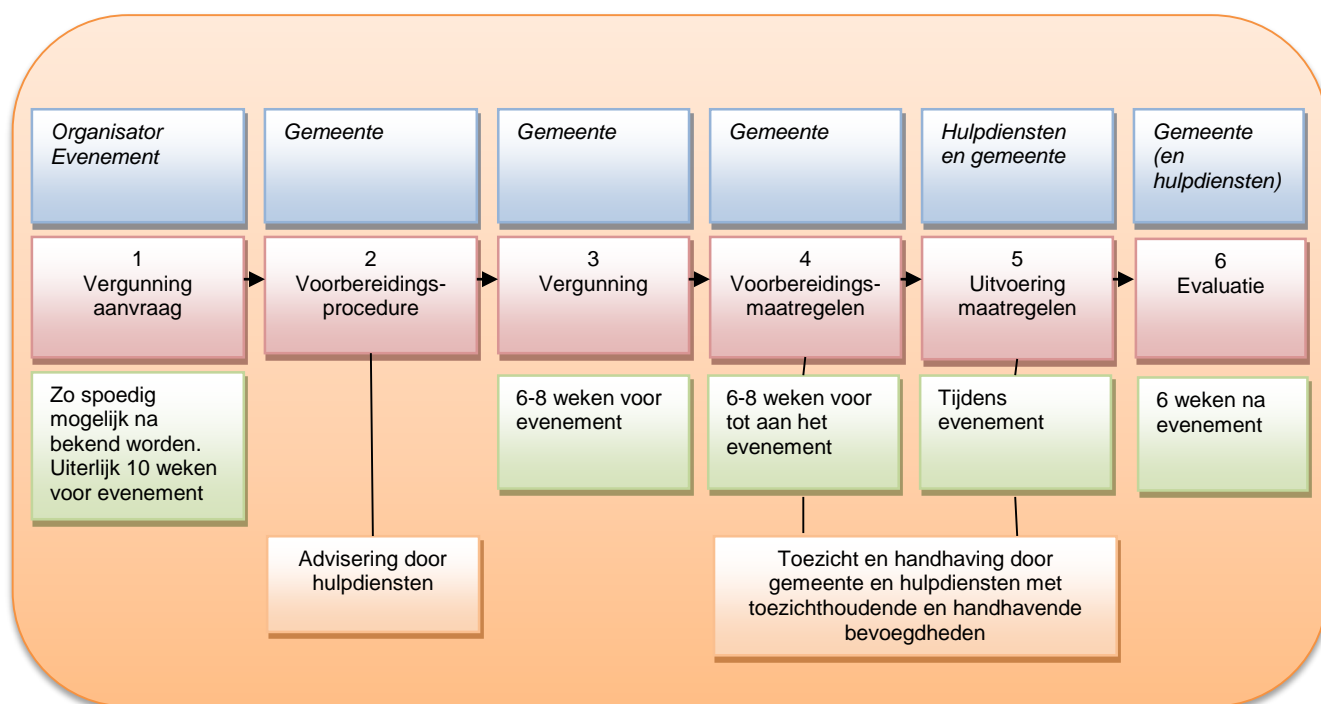 Organisator
Evenement
Gemeente
Gemeente
Gemeente
Hulpdiensten
en gemeente
Gemeente
(en
hulpdiensten)
1
Vergunning
aanvraag
2
Voorbereidings-
procedure
3
Vergunning
4
Voorbereidings-
maatregelen
5
Uitvoering
maatregelen
6
Evaluatie
Zo spoedig
mogelijk na
bekend worden.
Uiterlijk 10 weken
voor evenement
6-8 weken voor
evenement
6-8 weken voor
tot aan het
evenement
Tijdens
evenement
6 weken na
evenement
Advisering door
hulpdiensten
Toezicht en handhaving door
gemeente en hulpdiensten met
toezichthoudende en handhavende
bevoegdheden